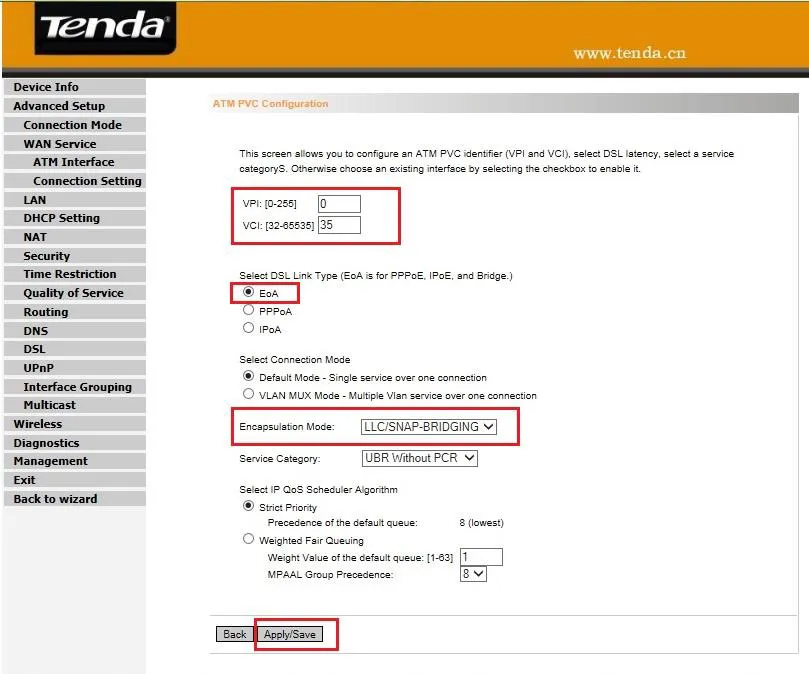 Tenda
www.tenda.cn
Device Info
Advanced Setup
Connection Mode
WAN Service
ATM Interface
Connection Setting
LAN
DHCP Setting
NAT
Security
Time Restriction
Quality of Service
Routing
DNS
DSL
UPnP
Interface Grouping
Multicast
Wireless
Diagnostics
Management
Exit
Back to wizard
ATM PVC Configuration
This screen allows you to configure an ATM PVC identifier (VPI and VCI), select DSL latency, select a service
categoryS. Otherwise choose an existing interface by selecting the checkbox to enable it.
VPI: [0-255] 0
VCI: [32-65535] 35
Select DSL Link Type (EoA is for PPPoE, IPoE, and Bridge.)
EoA
PPPoA
IPoA
Select Connection Mode
Default Mode - Single service over one connection
VLAN MUX Mode - Multiple Vlan service over one connection
Encapsulation Mode: LLC/SNAP-BRIDGING
Service Category: UBR Without PCR
Select IP QoS Scheduler Algorithm
Strict Priority
Precedence of the default queue: 8 (lowest)
Weighted Fair Queuing
Weight Value of the default queue: [1-63] 1
MPAAL Group Precedence: 8
Back Apply/Save